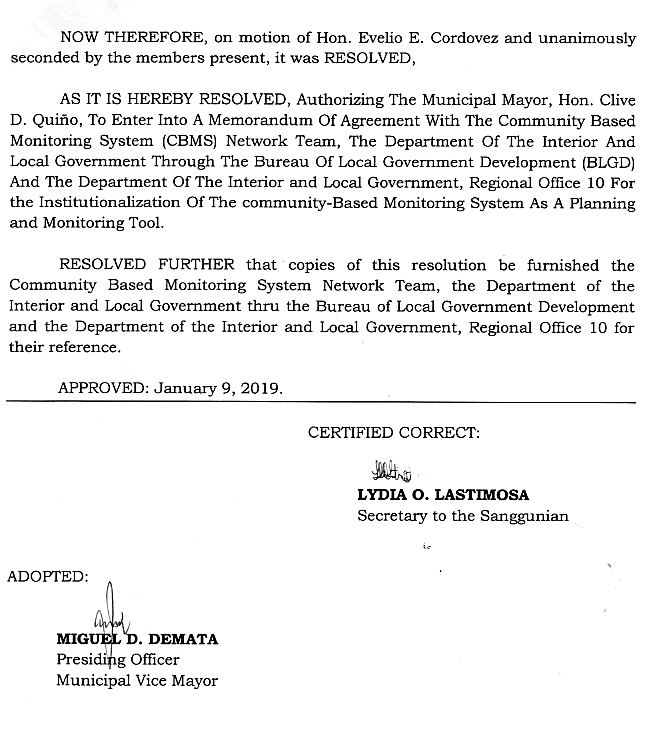 NOW THEREFORE, on motion of Hon. Evelio E. Cordovez and unanimously
seconded by the members present, it was RESOLVED,
AS IT IS HEREBY RESOLVED, Authorizing The Municipal Mayor, Hon. Clive
D. Quiño, To Enter Into A Memorandum Of Agreement With The Community Based
Monitoring System (CBMS) Network Team, The Department Of The Interior And
Local Government Through The Bureau Of Local Government Development (BLGD)
And The Department Of The Interior and Local Government, Regional Office 10 For
the Institutionalization Of The community-Based Monitoring System As A Planning
and Monitoring Tool.
RESOLVED FURTHER that copies of this resolution be furnished the
Community Based Monitoring System Network Team, the Department of the
Interior and Local Government thru the Bureau of Local Government Development
and the Department of the Interior and Local Government, Regional Office 10 for
their reference.
APPROVED: January 9, 2019.
CERTIFIED CORRECT:
LYDIA O. LASTIMOSA
Secretary to the Sanggunian
ADOPTED:
MIGUEL D. DEMATA
Presiding Officer
Municipal Vice Mayor